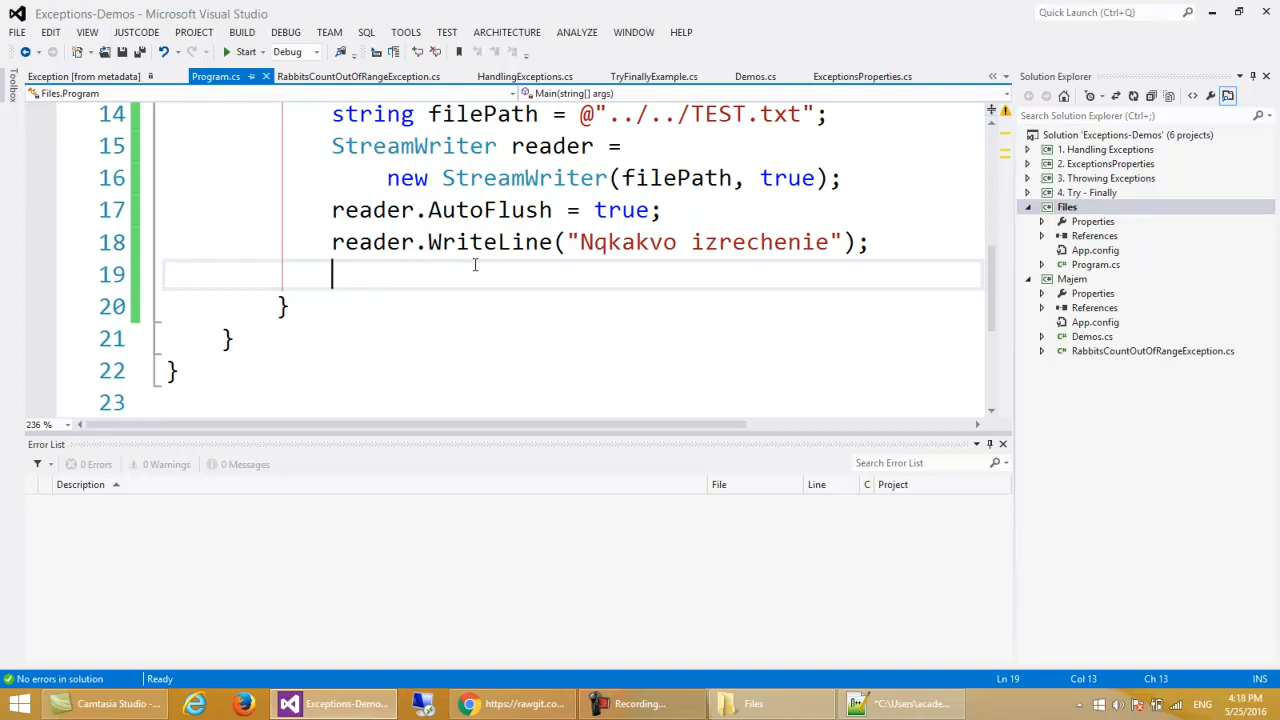 Exceptions-Demos - Microsoft Visual Studio
Quick Launch (Ctrl+Q)
FILE EDIT VIEW JUSTCODE PROJECT BUILD DEBUG TEAM SQL TOOLS TEST ARCHITECTURE ANALYZE WINDOW HELP
Start Debug
Toolbox
Exception [from metadata] Program.cs RabbitsCountOutOfRangeException.cs HandlingExceptions.cs TryFinallyExample.cs Demos.cs ExceptionsProperties.cs
Files.Program Main(string[] args)
14 string filePath = @"../../TEST.txt";
15 StreamWriter reader =
16 new StreamWriter(filePath, true);
17 reader.AutoFlush = true;
18 reader.WriteLine("Nqkakvo izrechenie");
19
20 }
21 }
22 }
23
236 %
Error List
0 Errors 0 Warnings 0 Messages
Search Error List
Description File Line C Project
Solution Explorer
Search Solution Explorer (Ctrl+;)
Solution 'Exceptions-Demos' (6 projects)
1. Handling Exceptions
2. ExceptionsProperties
3. Throwing Exceptions
4. Try - Finally
Files
Properties
References
App.config
Program.cs
Majem
Properties
References
App.config
Demos.cs
RabbitsCountOutOfRangeException.cs
No errors in solution Ready Ln 19 Col 13 Ch 13 INS
Camtasia Studio -... Exceptions-Demo... https://rawgit.co... Recording... Files *C:\Users\acade...
ENG
4:18 PM
5/25/2016